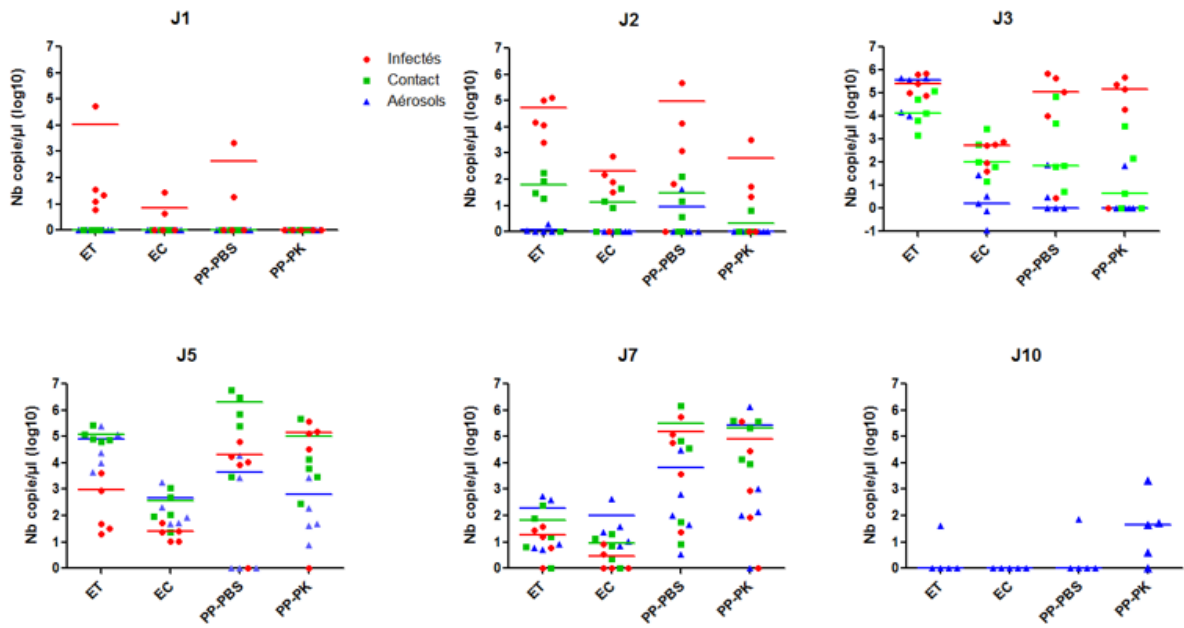 J1
Nb copie/µl (log10)
7
6
5
4
3
2
1
0
ET
EC
PP-PBS
PP-PK
Infectés
Contact
Aérosols
J2
Nb copie/µl (log10)
7
6
5
4
3
2
1
0
ET
EC
PP-PBS
PP-PK
J3
Nb copie/µl (log10)
7
6
5
4
3
2
1
0
-1
ET
EC
PP-PBS
PP-PK
J5
Nb copie/µl (log10)
7
6
5
4
3
2
1
0
ET
EC
PP-PBS
PP-PK
J7
Nb copie/µl (log10)
7
6
5
4
3
2
1
0
ET
EC
PP-PBS
PP-PK
J10
Nb copie/µl (log10)
7
6
5
4
3
2
1
0
ET
EC
PP-PBS
PP-PK